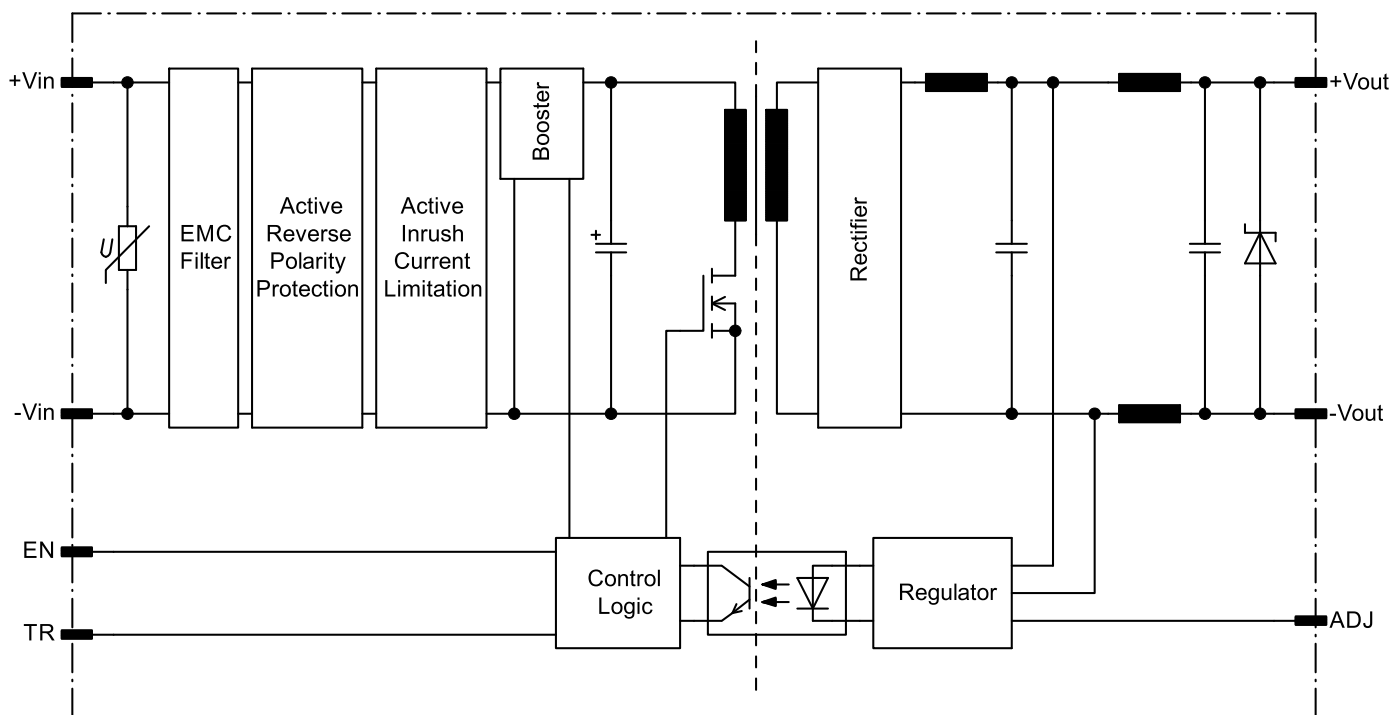 +Vin
+Vout
Booster
Active
Reverse
Polarity
Protection
Active
Inrush
Current
Limitation
EMC
Filter
Rectifier
U
+
-Vin
-Vout
EN
TR
Control
Logic
Regulator
ADJ